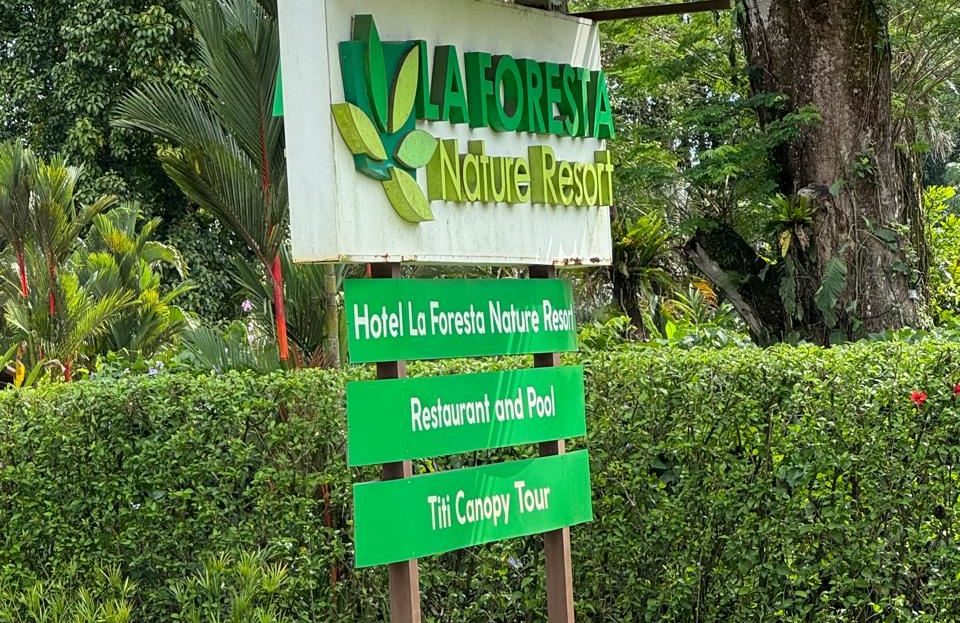 LA FORESTA
Nature Resort
Hotel La Foresta Nature Resort
Restaurant and Pool
Titi Canopy Tour